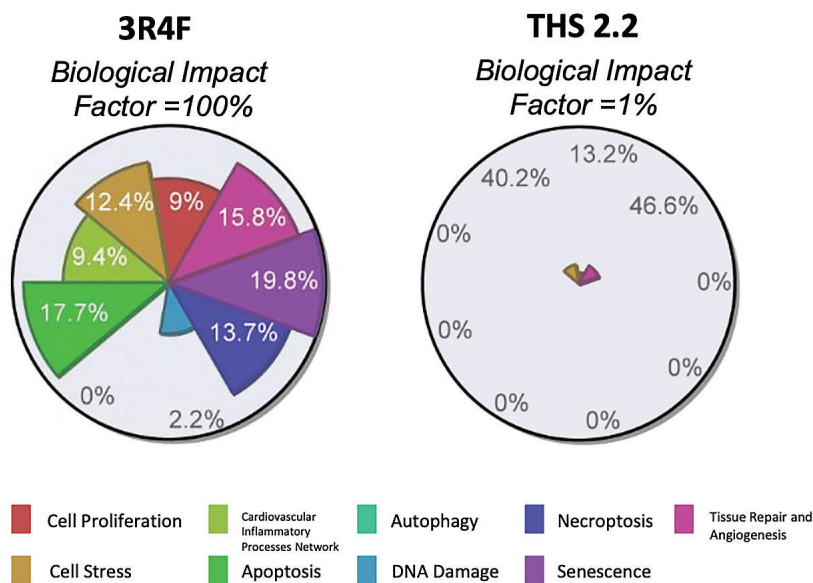 3R4F
Biological Impact
Factor =100%
12.4%
9%
15.8%
9.4%
19.8%
17.7%
13.7%
0%
2.2%
THS 2.2
Biological Impact
Factor =1%
13.2%
40.2%
46.6%
0%
0%
0%
0%
0%
0%
Cell Proliferation
Cardiovascular
Inflammatory
Processes Network
Autophagy
Necroptosis
Tissue Repair and
Angiogenesis
Cell Stress
Apoptosis
DNA Damage
Senescence